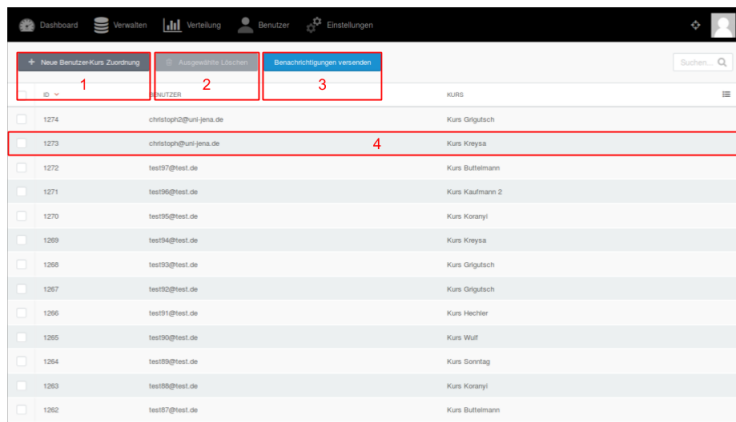 Dashboard Verwalten Verteilung Benutzer Einstellungen
+ Neue Benutzer-Kurs Zuordnung Ausgewählte Löschen Benachrichtigungen versenden Suchen...
1 2 3
ID BENUTZER KURS
1274 christoph2@uni-jena.de Kurs Grigutsch
1273 christoph@uni-jena.de 4 Kurs Kreysa
1272 test97@test.de Kurs Buttelmann
1271 test96@test.de Kurs Kaufmann 2
1270 test95@test.de Kurs Koranyi
1269 test94@test.de Kurs Kreysa
1268 test93@test.de Kurs Grigutsch
1267 test92@test.de Kurs Grigutsch
1266 test91@test.de Kurs Hechler
1265 test90@test.de Kurs Wulf
1264 test89@test.de Kurs Sonntag
1263 test88@test.de Kurs Koranyi
1262 test87@test.de Kurs Buttelmann